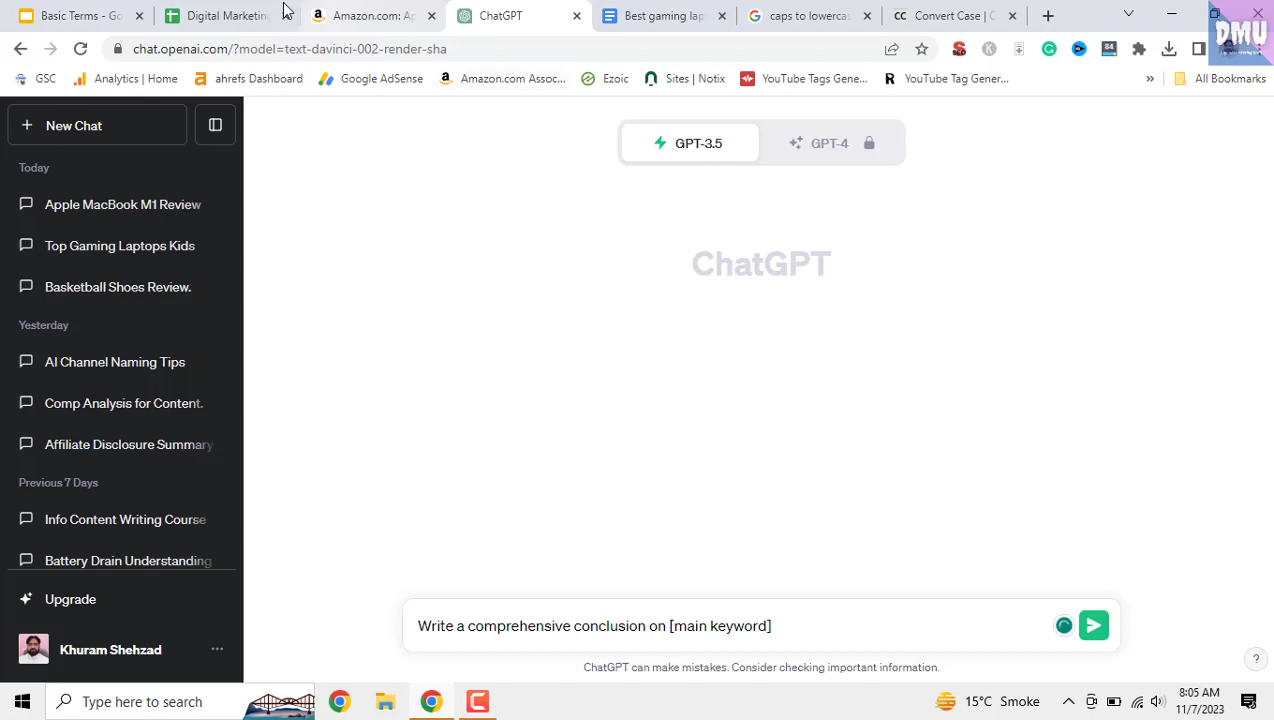 Basic Terms - Go
Digital Marketing
Amazon.com: Ap
ChatGPT
Best gaming lap
caps to lowercas
CC Convert Case | C
DMU
chat.openai.com/?model=text-davinci-002-render-sha
84
GSC
Analytics | Home
ahrefs Dashboard
Google AdSense
Amazon.com Assoc...
Ezoic
Sites | Notix
YouTube Tags Gene...
R YouTube Tag Gener...
»
All Bookmarks
+ New Chat
GPT-3.5
GPT-4
Today
Apple MacBook M1 Review
Top Gaming Laptops Kids
Basketball Shoes Review.
ChatGPT
Yesterday
AI Channel Naming Tips
Comp Analysis for Content.
Affiliate Disclosure Summary
Previous 7 Days
Info Content Writing Course
Battery Drain Understanding
Upgrade
Khuram Shehzad
Write a comprehensive conclusion on [main keyword]
ChatGPT can make mistakes. Consider checking important information.
?
Type here to search
15°C Smoke
8:05 AM
11/7/2023